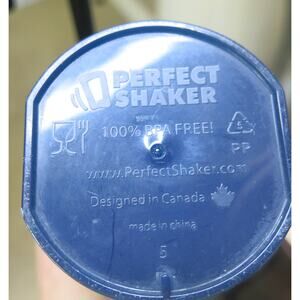 PERFECT
SHAKER
100% BPA FREE!
5
PP
www.PerfectShaker.com
Designed in Canada
made in china
5